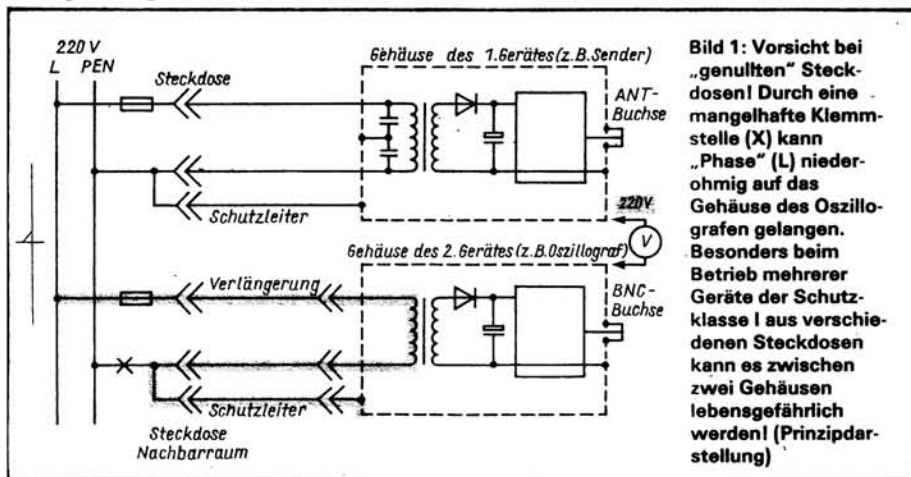 220 V
L PEN
Steckdose
Gehäuse des 1. Gerätes (z.B. Sender)
ANT-
Buchse
Schutzleiter
220V
V
Gehäuse des 2. Gerätes (z.B. Oszillograf)
Verlängerung
BNC-
Buchse
X
Schutzleiter
Steckdose
Nachbarraum
Bild 1: Vorsicht bei
„genullten“ Steck-
dosen! Durch eine
mangelhafte Klemm-
stelle (X) kann
„Phase“ (L) nieder-
ohmig auf das
Gehäuse des Oszillo-
grafen gelangen.
Besonders beim
Betrieb mehrerer
Geräte der Schutz-
klasse I aus verschie-
denen Steckdosen
kann es zwischen
zwei Gehäusen
lebensgefährlich
werden! (Prinzipdar-
stellung)